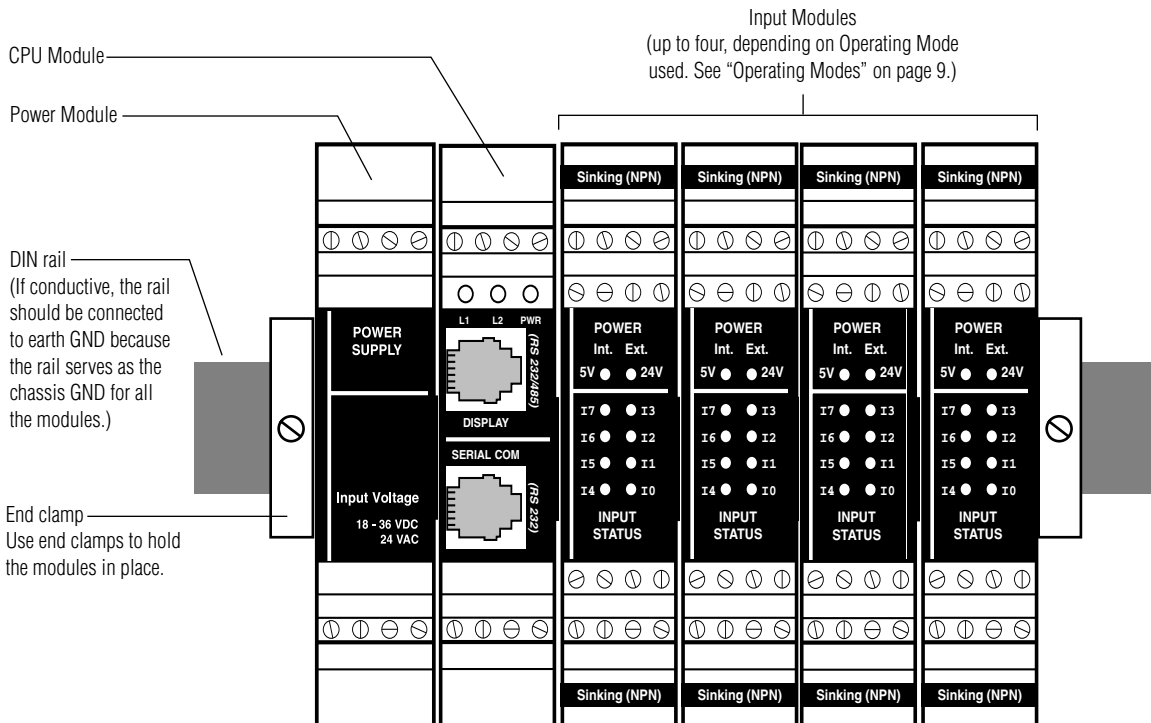 Input Modules
(up to four, depending on Operating Mode
used. See “Operating Modes” on page 9.)
CPU Module
Power Module
DIN rail
(If conductive, the rail
should be connected
to earth GND because
the rail serves as the
chassis GND for all
the modules.)
End clamp
Use end clamps to hold
the modules in place.
POWER
SUPPLY
Input Voltage
18 - 36 VDC
24 VAC
L1 L2 PWR
(RS 232/485)
DISPLAY
SERIAL COM
(RS 232)
Sinking (NPN)
POWER
Int. Ext.
5V 24V
I7 I3
I6 I2
I5 I1
I4 I0
INPUT
STATUS
Sinking (NPN)
Sinking (NPN)
POWER
Int. Ext.
5V 24V
I7 I3
I6 I2
I5 I1
I4 I0
INPUT
STATUS
Sinking (NPN)
Sinking (NPN)
POWER
Int. Ext.
5V 24V
I7 I3
I6 I2
I5 I1
I4 I0
INPUT
STATUS
Sinking (NPN)
Sinking (NPN)
POWER
Int. Ext.
5V 24V
I7 I3
I6 I2
I5 I1
I4 I0
INPUT
STATUS
Sinking (NPN)